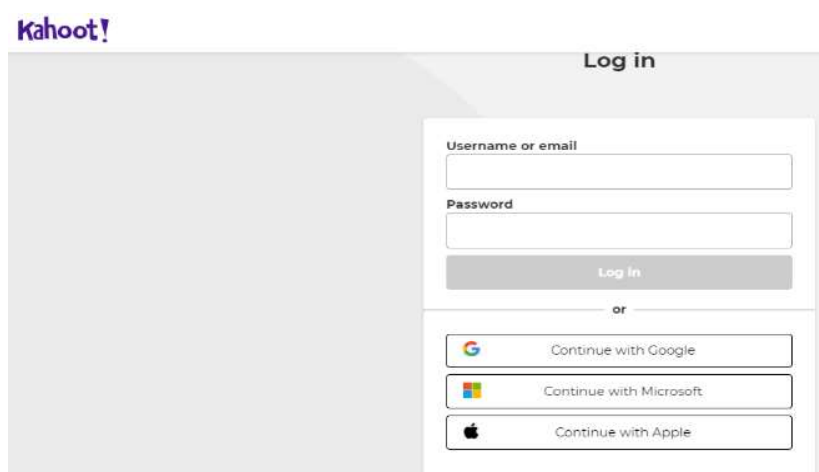 Kahoot!
Log in
Username or email
Password
Log in
or
Continue with Google
Continue with Microsoft
Continue with Apple